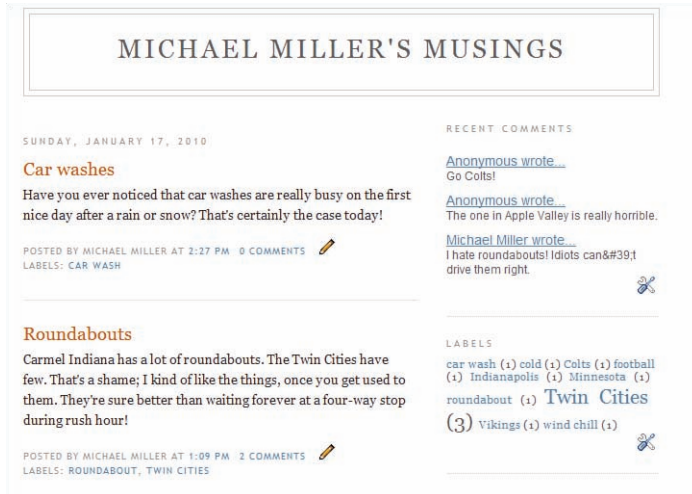 MICHAEL MILLER'S MUSINGS
SUNDAY, JANUARY 17, 2010
Car washes
Have you ever noticed that car washes are really busy on the first
nice day after a rain or snow? That's certainly the case today!
POSTED BY MICHAEL MILLER AT 2:27 PM 0 COMMENTS
LABELS: CAR WASH
Roundabouts
Carmel Indiana has a lot of roundabouts. The Twin Cities have
few. That's a shame; I kind of like the things, once you get used to
them. They're sure better than waiting forever at a four-way stop
during rush hour!
POSTED BY MICHAEL MILLER AT 1:09 PM 2 COMMENTS
LABELS: ROUNDABOUT, TWIN CITIES
RECENT COMMENTS
Anonymous wrote...
Go Colts!
Anonymous wrote...
The one in Apple Valley is really horrible.
Michael Miller wrote...
I hate roundabouts! Idiots can&#39;t
drive them right.
LABELS
car wash (1) cold (1) Colts (1) football
(1) Indianapolis (1) Minnesota (1)
roundabout (1) Twin Cities
(3) Vikings (1) wind chill (1)